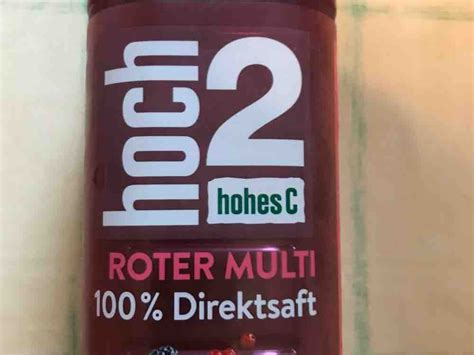 hoch
2
hohes C
ROTER MULTI
100% Direktsaft